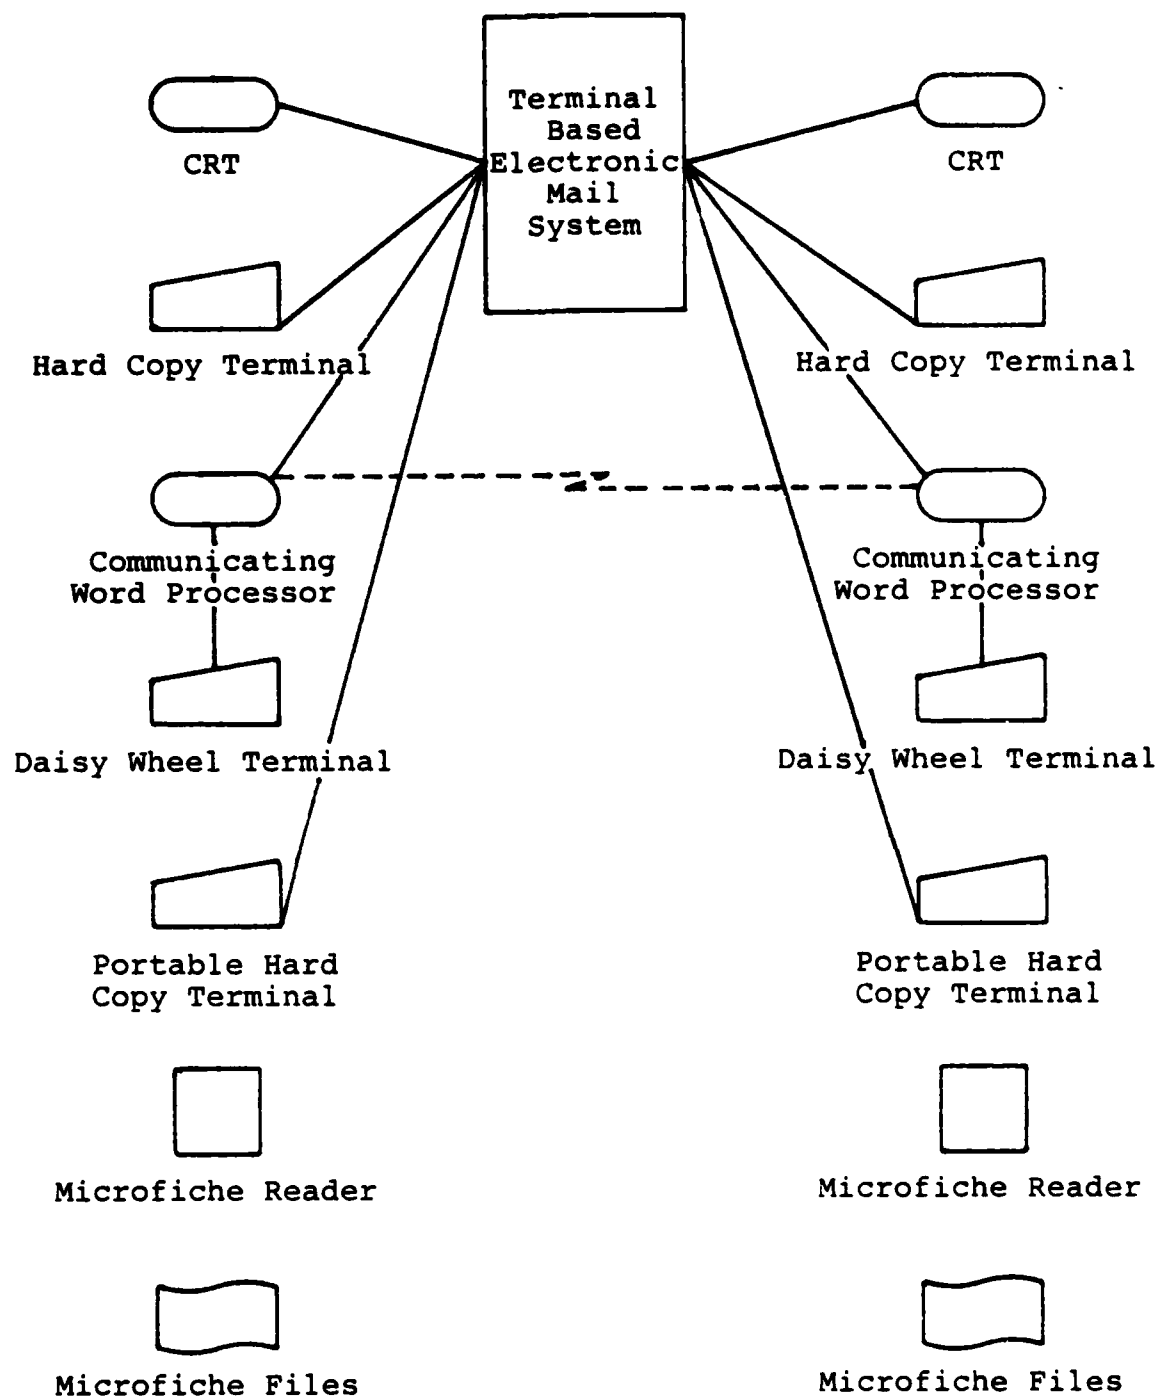 Terminal
Based
Electronic
Mail
System
CRT
CRT
Hard Copy Terminal
Hard Copy Terminal
Communicating
Word Processor
Communicating
Word Processor
Daisy Wheel Terminal
Daisy Wheel Terminal
Portable Hard
Copy Terminal
Portable Hard
Copy Terminal
Microfiche Reader
Microfiche Reader
Microfiche Files
Microfiche Files